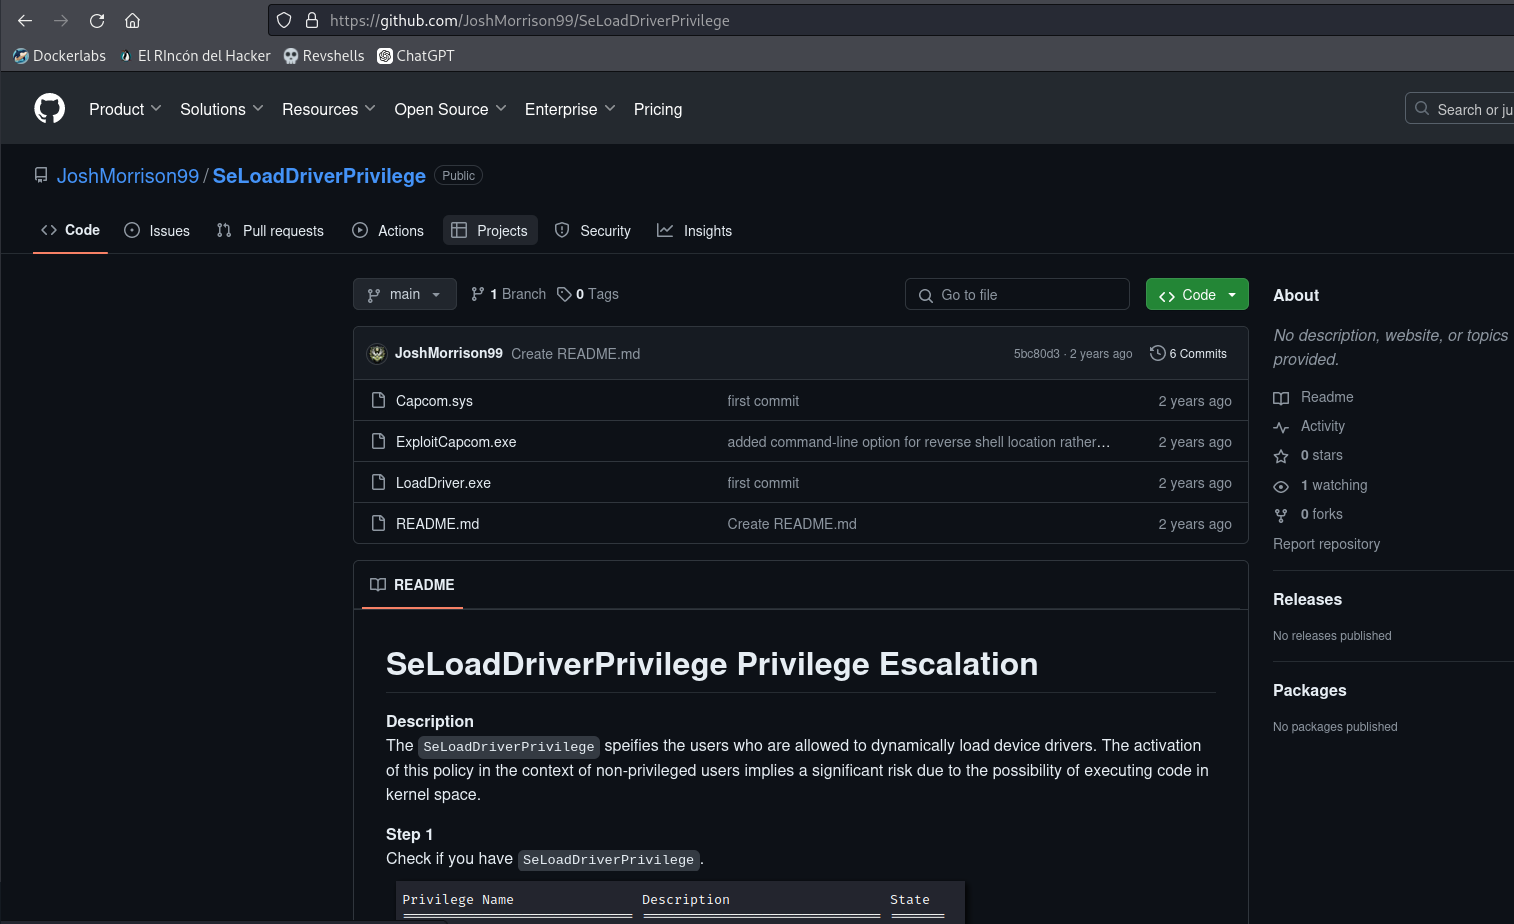 https://github.com/JoshMorrison99/SeLoadDriverPrivilege
Dockerlabs El RIncón del Hacker Revshells ChatGPT
Product Solutions Resources Open Source Enterprise Pricing Search or ju
JoshMorrison99 / SeLoadDriverPrivilege Public
Code Issues Pull requests Actions Projects Security Insights
main 1 Branch 0 Tags Go to file Code
JoshMorrison99 Create README.md 5bc80d3 · 2 years ago 6 Commits
Capcom.sys first commit 2 years ago
ExploitCapcom.exe added command-line option for reverse shell location rather… 2 years ago
LoadDriver.exe first commit 2 years ago
README.md Create README.md 2 years ago
README
SeLoadDriverPrivilege Privilege Escalation
Description
The SeLoadDriverPrivilege speifies the users who are allowed to dynamically load device drivers. The activation
of this policy in the context of non-privileged users implies a significant risk due to the possibility of executing code in
kernel space.
Step 1
Check if you have SeLoadDriverPrivilege.
Privilege Name Description State
About
No description, website, or topics
provided.
Readme
Activity
0 stars
1 watching
0 forks
Report repository
Releases
No releases published
Packages
No packages published